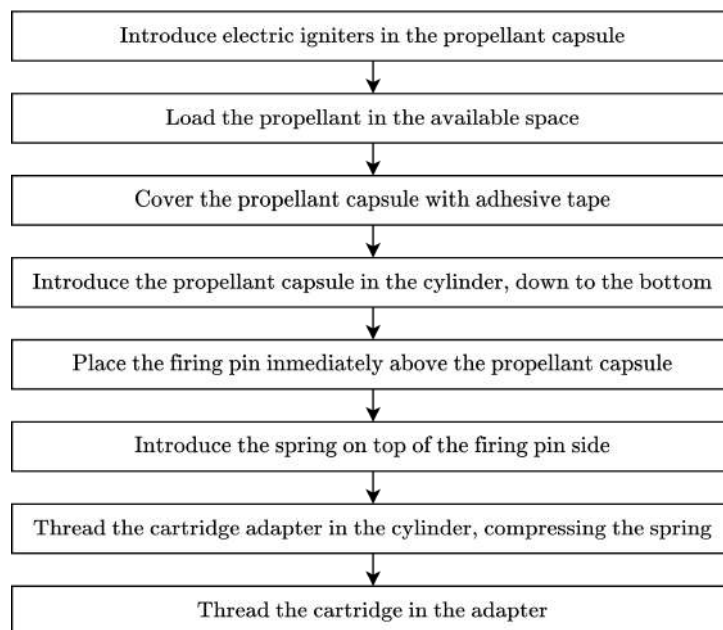 Introduce electric igniters in the propellant capsule
Load the propellant in the available space
Cover the propellant capsule with adhesive tape
Introduce the propellant capsule in the cylinder, down to the bottom
Place the firing pin inmediately above the propellant capsule
Introduce the spring on top of the firing pin side
Thread the cartridge adapter in the cylinder, compressing the spring
Thread the cartridge in the adapter